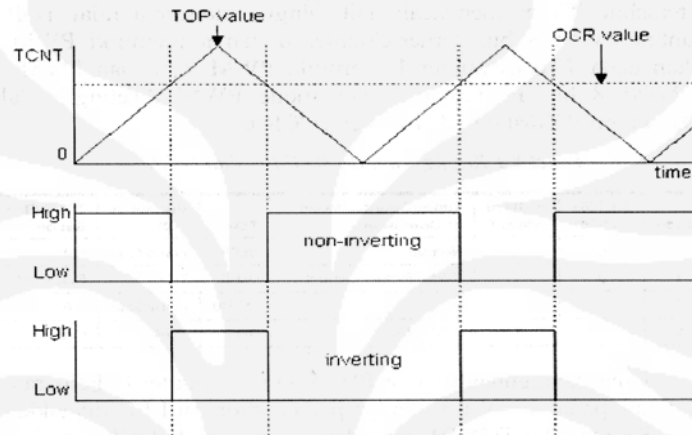 TOP value
TCNT
OCR value
0
time
High
non-inverting
Low
High
inverting
Low